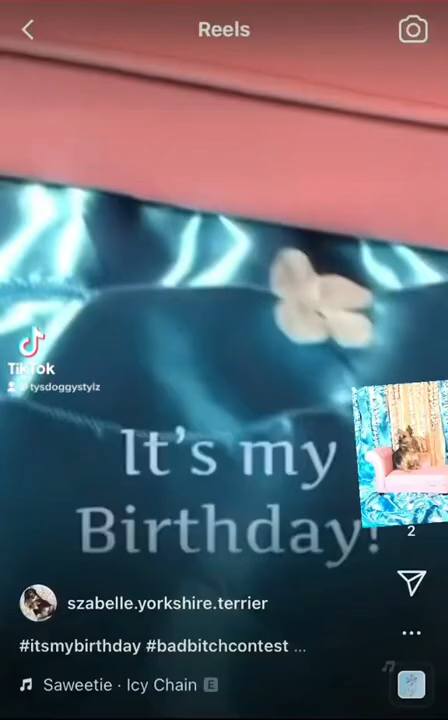 Reels
TikTok
tysdoggystylz
It's my
Birthday!
2
szabelle.yorkshire.terrier
#itsmybirthday #badbitchcontest ...
Saweetie · Icy Chain E